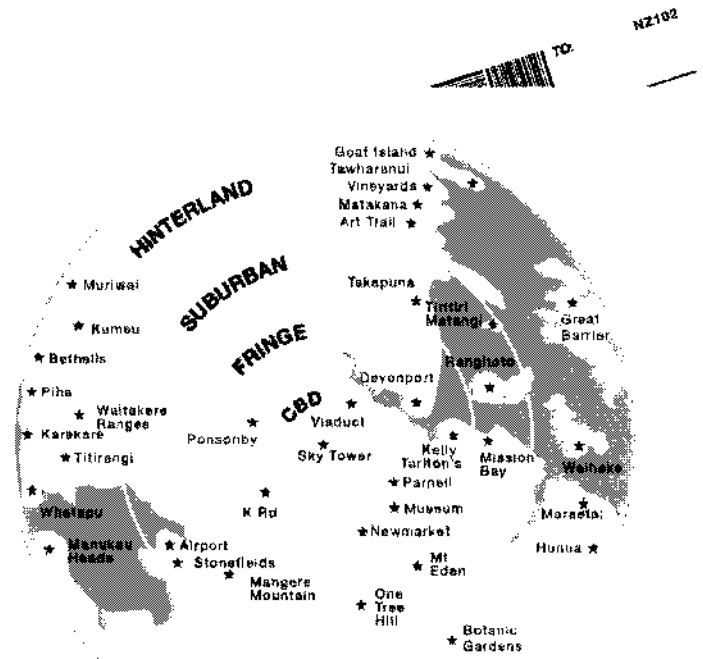 NZ102
TO:
Goat Island
Tawharanui
Vineyards
Matakana
Art Trail
HINTERLAND
SUBURBAN
FRINGE
CBD
Muriwai
Kumeu
Bethells
Piha
Waitakere
Ranges
Karekare
Titirangi
Whatapu
Manukau
Heads
Airport
Stonefields
Mangere
Mountain
Ponsonby
K Rd
Takapuna
Tiritiri
Matangi
Great
Barrier
Rangitoto
Devonport
Viaduct
Sky Tower
Kelly
Tarlton's
Mission
Bay
Waiheke
Parnell
Museum
Newmarket
Maraetai
Hunua
Mt
Eden
One
Tree
Hill
Botanic
Gardens